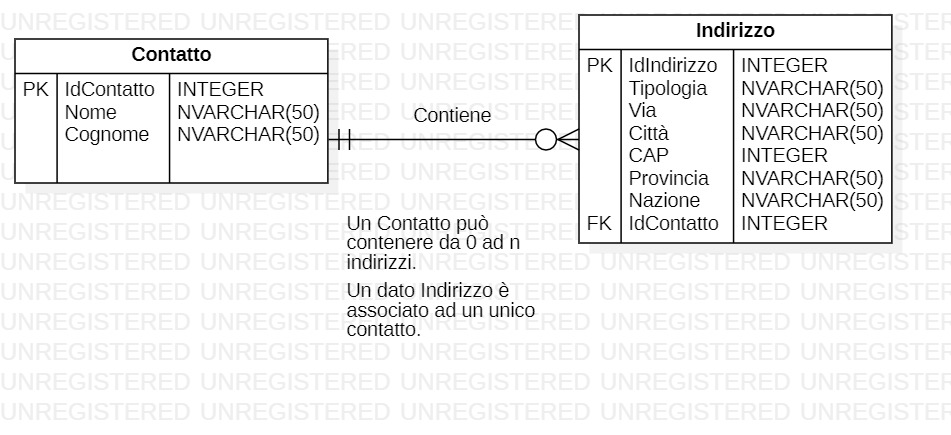 Contatto
PK IdContatto INTEGER
Nome NVARCHAR(50)
Cognome NVARCHAR(50)
Contiene
Indirizzo
PK IdIndirizzo INTEGER
Tipologia NVARCHAR(50)
Via NVARCHAR(50)
Città NVARCHAR(50)
CAP INTEGER
Provincia NVARCHAR(50)
Nazione NVARCHAR(50)
FK IdContatto INTEGER
Un Contatto può
contenere da 0 ad n
indirizzi.
Un dato Indirizzo è
associato ad un unico
contatto.
UNREGISTERED UNREGISTERED UNREGISTERED UNREGISTERED UNREGISTERED